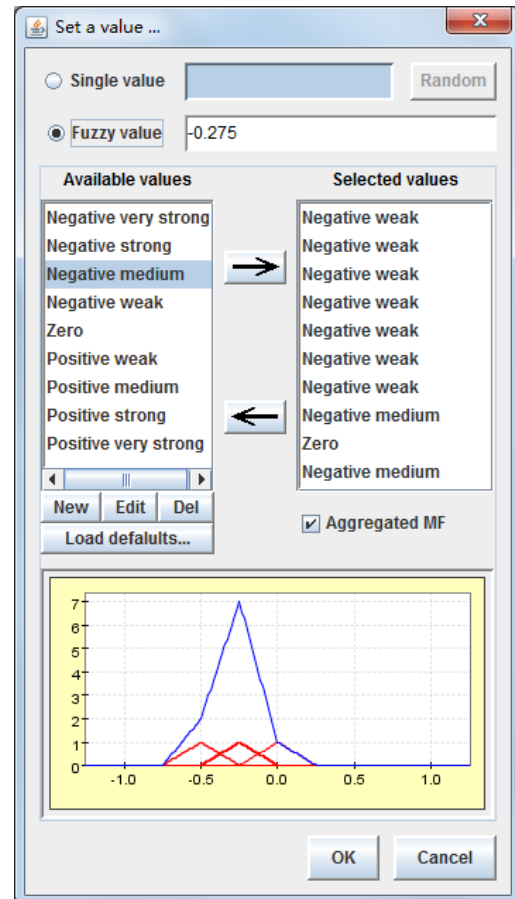 Set a value ...
Single value
Random
Fuzzy value
-0.275
Available values
Selected values
Negative very strong
Negative strong
Negative medium
Negative weak
Zero
Positive weak
Positive medium
Positive strong
Positive very strong
Negative weak
Negative weak
Negative weak
Negative weak
Negative weak
Negative weak
Negative weak
Negative medium
Zero
Negative medium
New Edit Del
Load defalults...
Aggregated MF
7
6
5
4
3
2
1
0
-1.0 -0.5 0.0 0.5 1.0
OK Cancel